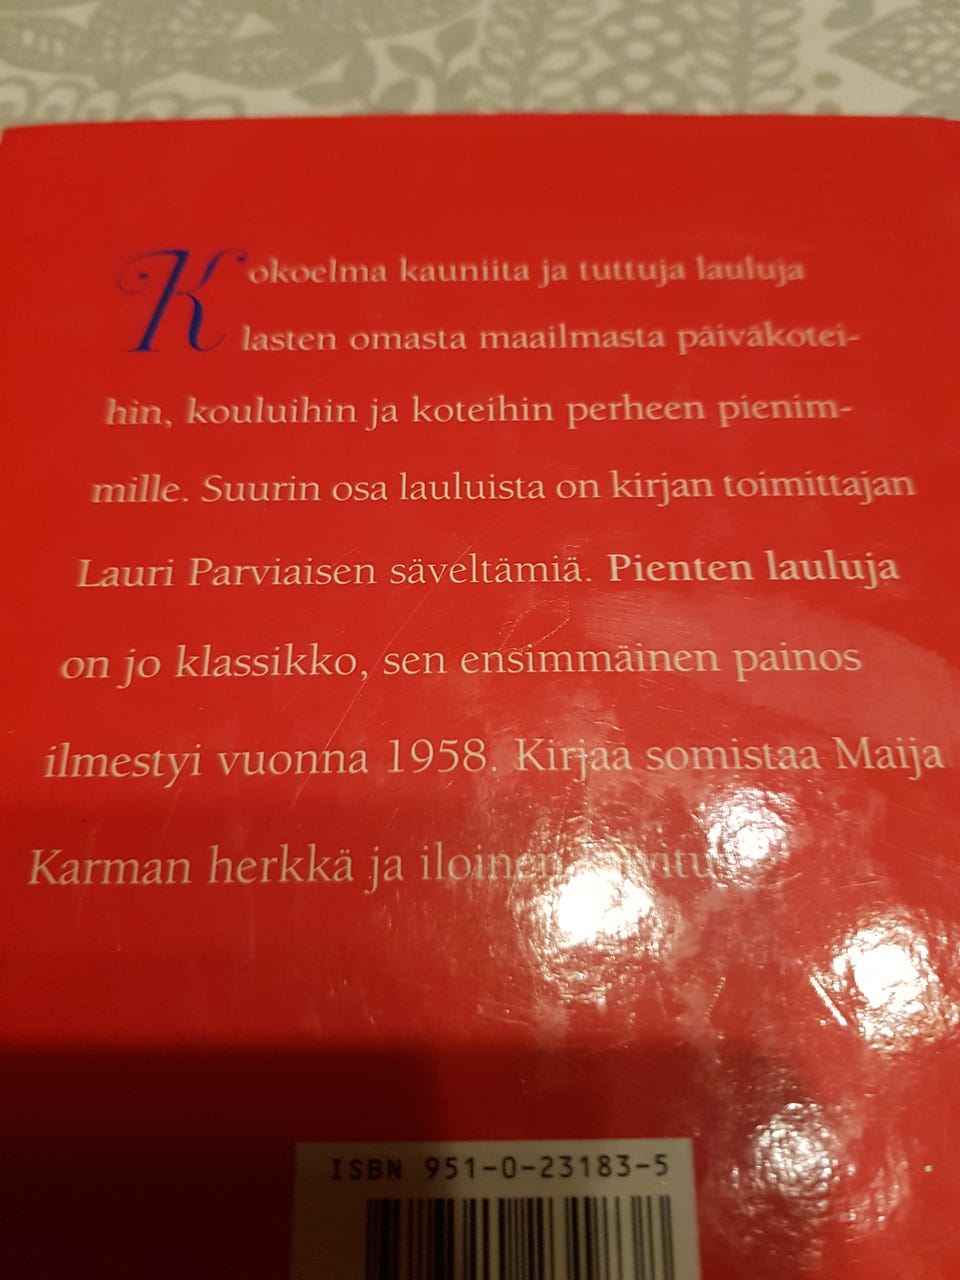 Kokoelma kauniita ja tuttuja lauluja
lasten omasta maailmasta päiväkotei-
hin, kouluihin ja koteihin perheen pienim-
mille. Suurin osa lauluista on kirjan toimittajan
Lauri Parviaisen säveltämiä. Pienten lauluja
on jo klassikko, sen ensimmäinen painos
ilmestyi vuonna 1958. Kirjaa somistaa Maija
Karman herkkä ja iloinen
ISBN 951-0-23183-5